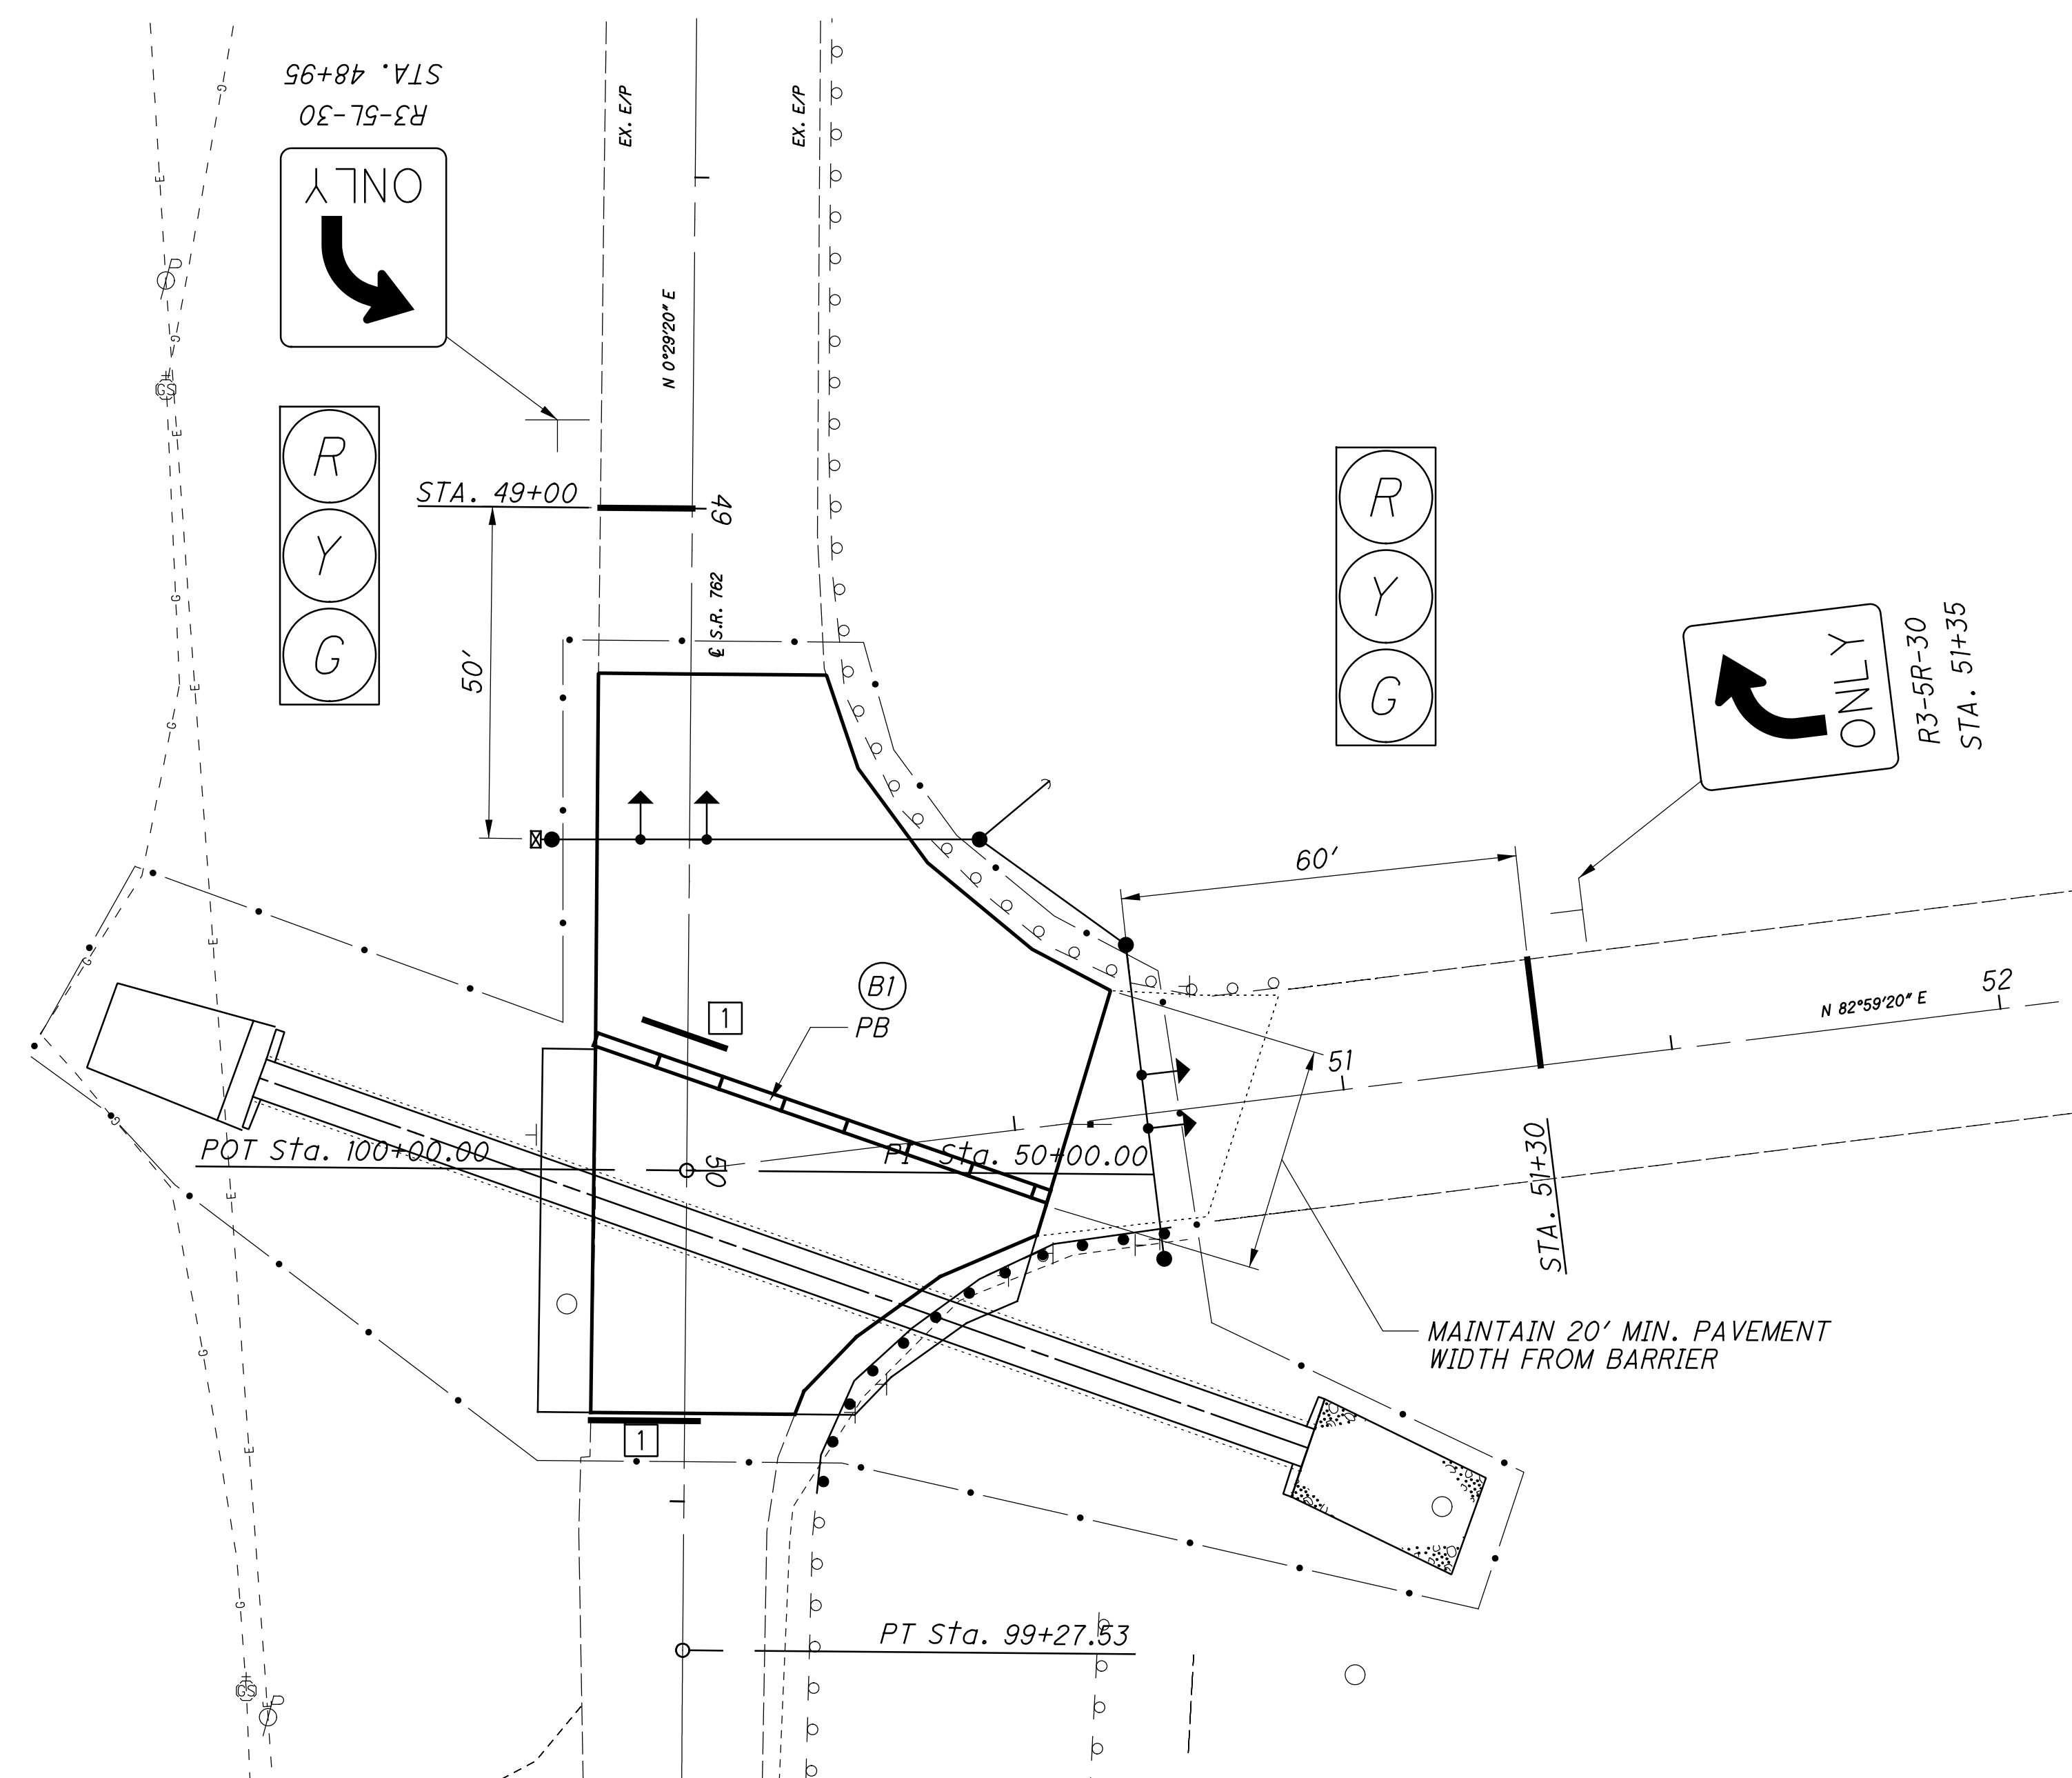 STA. 48+95
R3-5L-30
ONLY
EX. E/P
EX. E/P
N 0°29'20" E
P
GS
R
Y
G
STA. 49+00
49
50'
℄ S.R. 762
R
Y
G
ONLY
R3-5R-30
STA. 51+35
60'
B1
PB
1
51
52
N 82°59'20" E
POT Sta. 100+00.00
50
PI Sta. 50+00.00
STA. 51+30
MAINTAIN 20' MIN. PAVEMENT
WIDTH FROM BARRIER
1
PT Sta. 99+27.53
GS
P
G
G
G
G
G
G
G
G
E
E
E
E
E
E
E